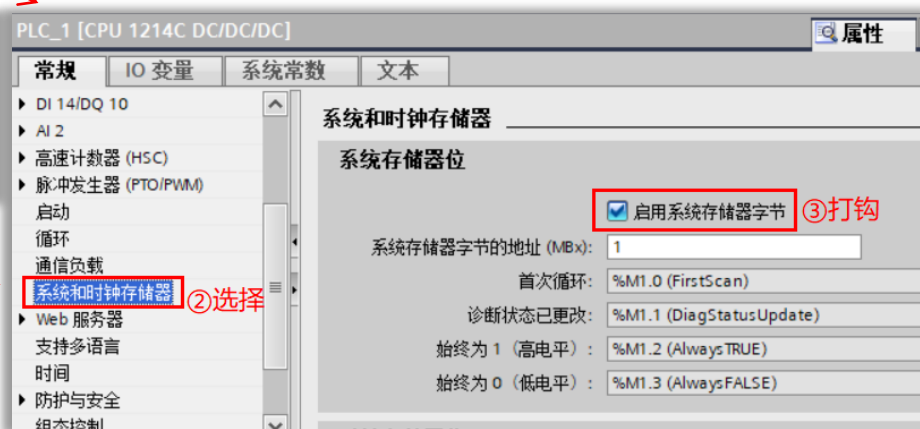 PLC_1 [CPU 1214C DC/DC/DC]
属性
常规 IO 变量 系统常数 文本
DI 14/DQ 10
AI 2
高速计数器 (HSC)
脉冲发生器 (PTO/PWM)
启动
循环
通信负载
系统和时钟存储器
②选择
Web 服务器
支持多语言
时间
防护与安全
组态控制
系统和时钟存储器
系统存储器位
启用系统存储器字节
③打钩
系统存储器字节的地址 (MBx): 1
首次循环: %M1.0 (FirstScan)
诊断状态已更改: %M1.1 (DiagStatusUpdate)
始终为 1（高电平）: %M1.2 (AlwaysTRUE)
始终为 0（低电平）: %M1.3 (AlwaysFALSE)